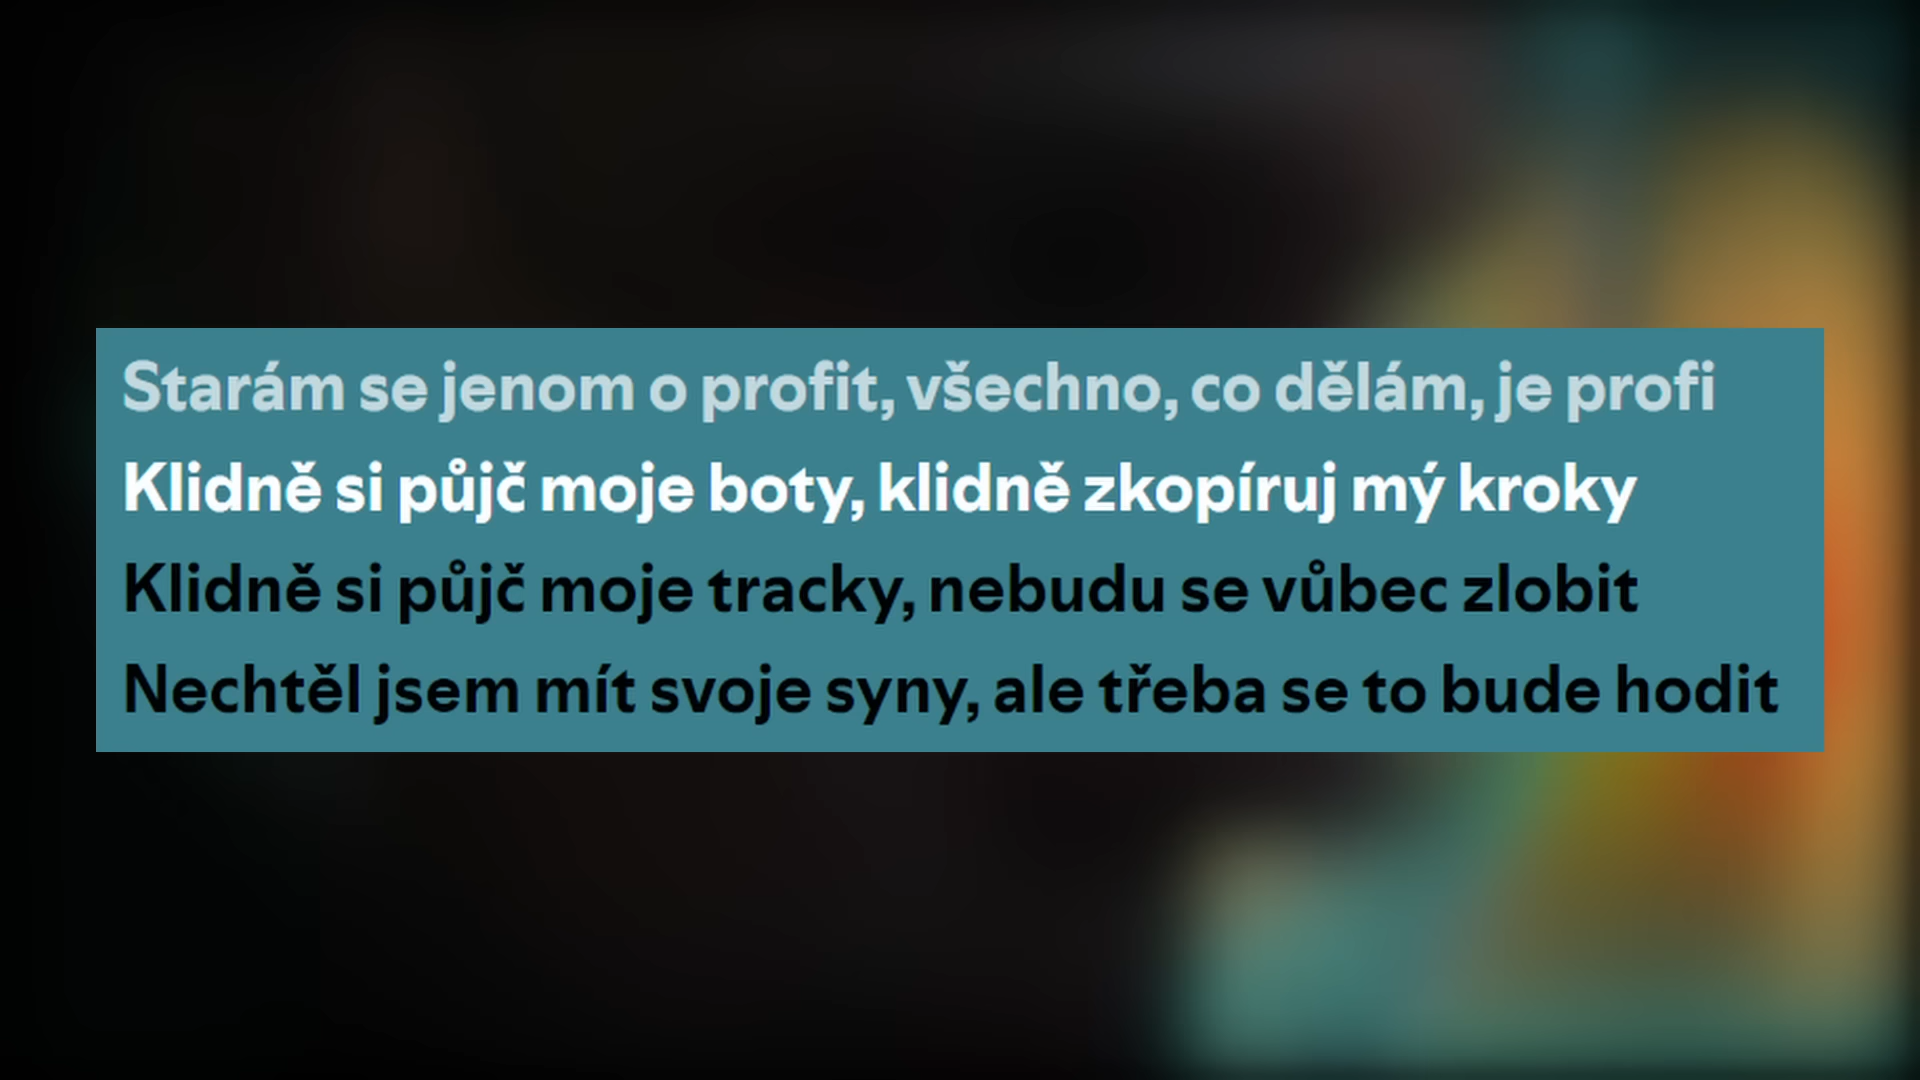 Starám se jenom o profit, všechno, co dělám, je profi
Klidně si půjč moje boty, klidně zkopíruj mý kroky
Klidně si půjč moje tracky, nebudu se vůbec zlobit
Nechtěl jsem mít svoje syny, ale třeba se to bude hodit